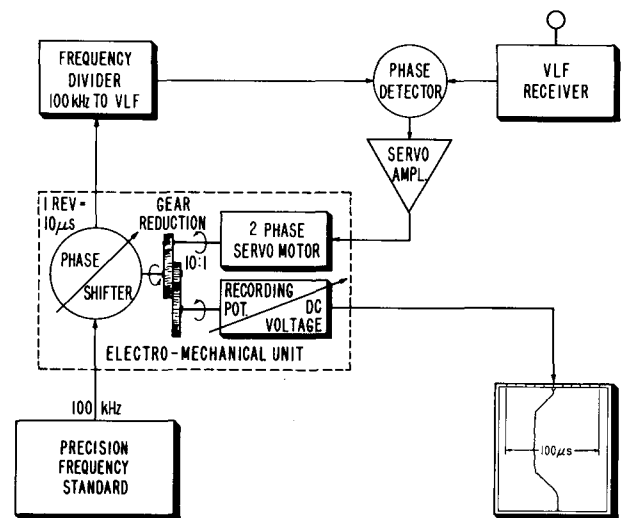 FREQUENCY
DIVIDER
100 kHz TO VLF
PHASE
DETECTOR
VLF
RECEIVER
SERVO
AMPL.
1 REV =
10μs
GEAR
REDUCTION
2 PHASE
SERVO MOTOR
10:1
PHASE
SHIFTER
RECORDING
POT.
DC
VOLTAGE
ELECTRO-MECHANICAL UNIT
100 kHz
PRECISION
FREQUENCY
STANDARD
100μs